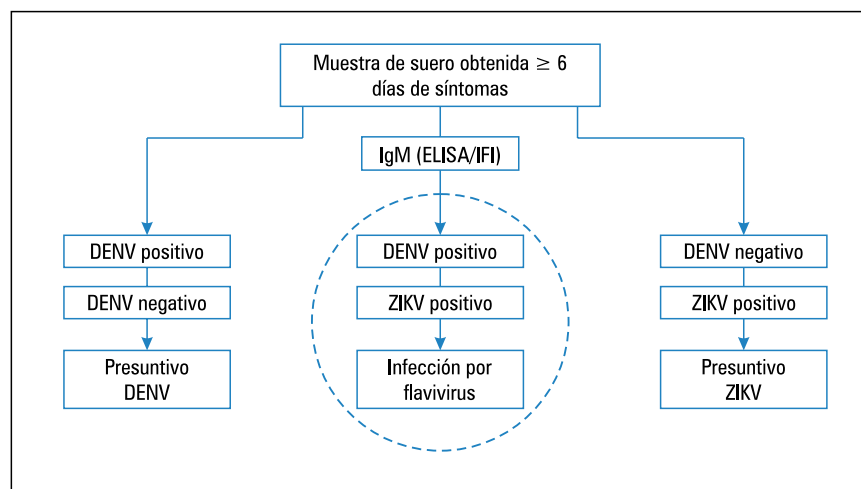 Muestra de suero obtenida ≥ 6
días de síntomas
IgM (ELISA/IFI)
DENV positivo
DENV negativo
Presuntivo
DENV
DENV positivo
ZIKV positivo
Infección por
flavivirus
DENV negativo
ZIKV positivo
Presuntivo
ZIKV